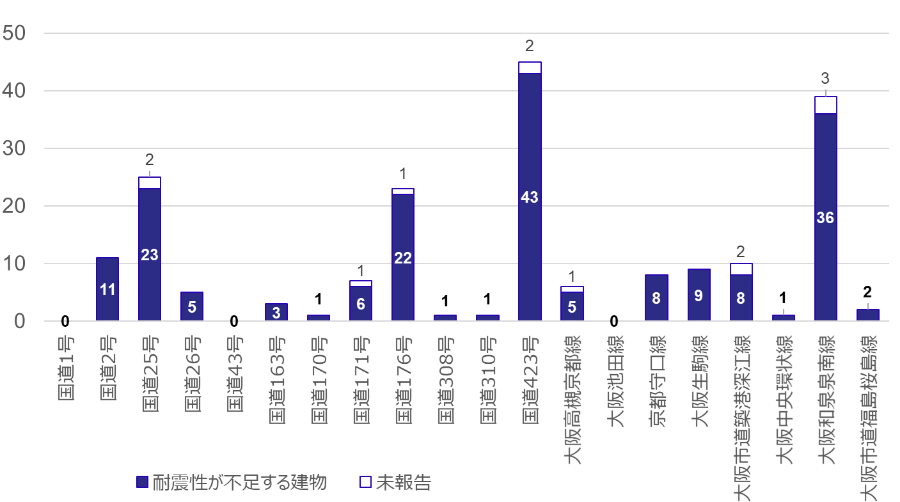 50
40
30
20
10
0
2
2
3
1
1
1
2
0
11
23
5
0
3
1
6
22
1
1
43
5
0
8
9
8
1
36
2
国道1号
国道2号
国道25号
国道26号
国道43号
国道163号
国道170号
国道171号
国道176号
国道308号
国道310号
国道423号
大阪高槻京都線
大阪池田線
京都守口線
大阪生駒線
大阪市道築港深江線
大阪中央環状線
大阪和泉泉南線
大阪市道福島桜島線
耐震性が不足する建物 未報告